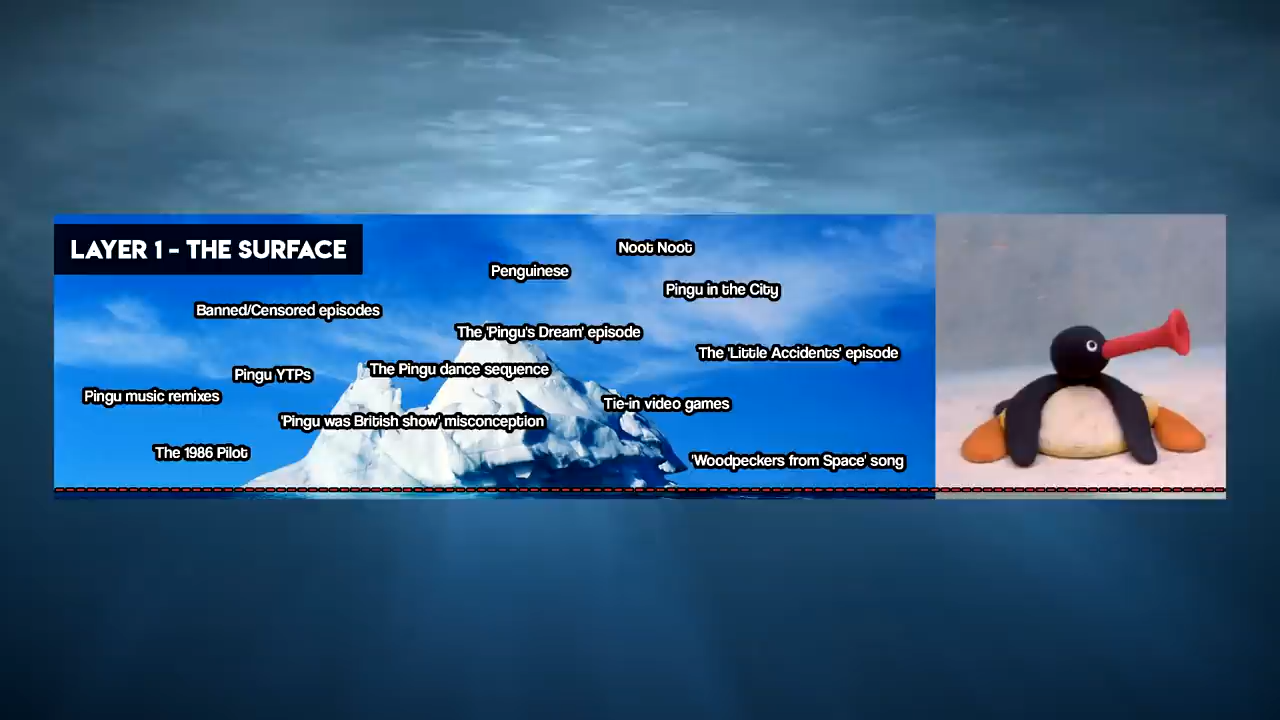 LAYER 1 - THE SURFACE
Noot Noot
Penguinese
Pingu in the City
Banned/Censored episodes
The 'Pingu's Dream' episode
The 'Little Accidents' episode
Pingu YTPs
The Pingu dance sequence
Pingu music remixes
Tie-in video games
'Pingu was British show' misconception
The 1986 Pilot
'Woodpeckers from Space' song